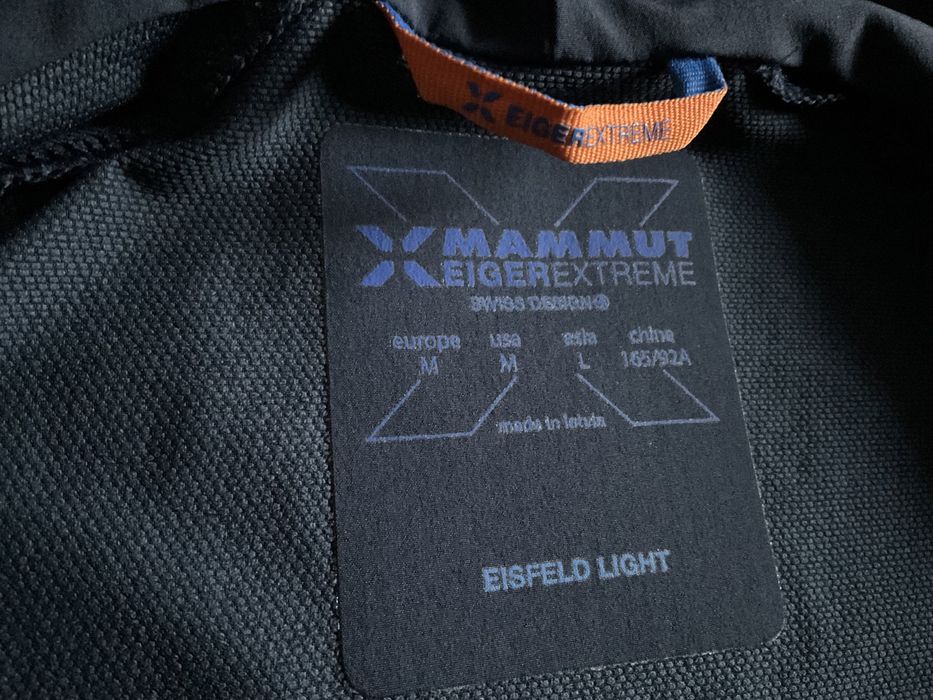 EIGEREXTREME
MAMMUT
EIGEREXTREME
SWISS DESIGN
europe usa asia china
M M L 165/92A
made in latvia
EISFELD LIGHT